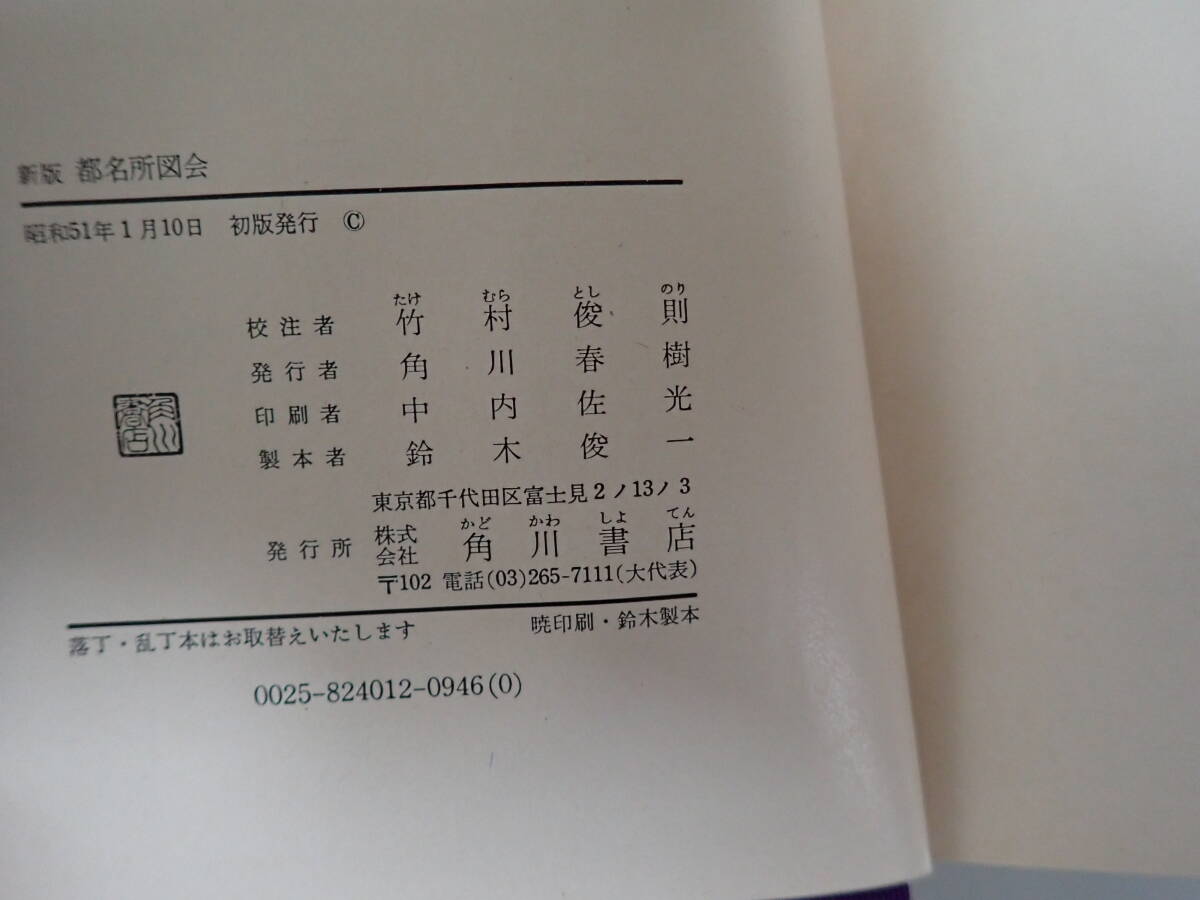 新版 都名所図会
昭和51年1月10日 初版発行 ©
たけ むら とし のり
校注者 竹村俊則
発行者 角川春樹
印刷者 中内佐光
製本者 鈴木俊一
角川書店
東京都千代田区富士見2ノ13ノ3
かど かわ しよ てん
発行所 株式会社 角川書店
〒102 電話(03)265-7111(大代表)
落丁・乱丁本はお取替えいたします 暁印刷・鈴木製本
0025-824012-0946(0)